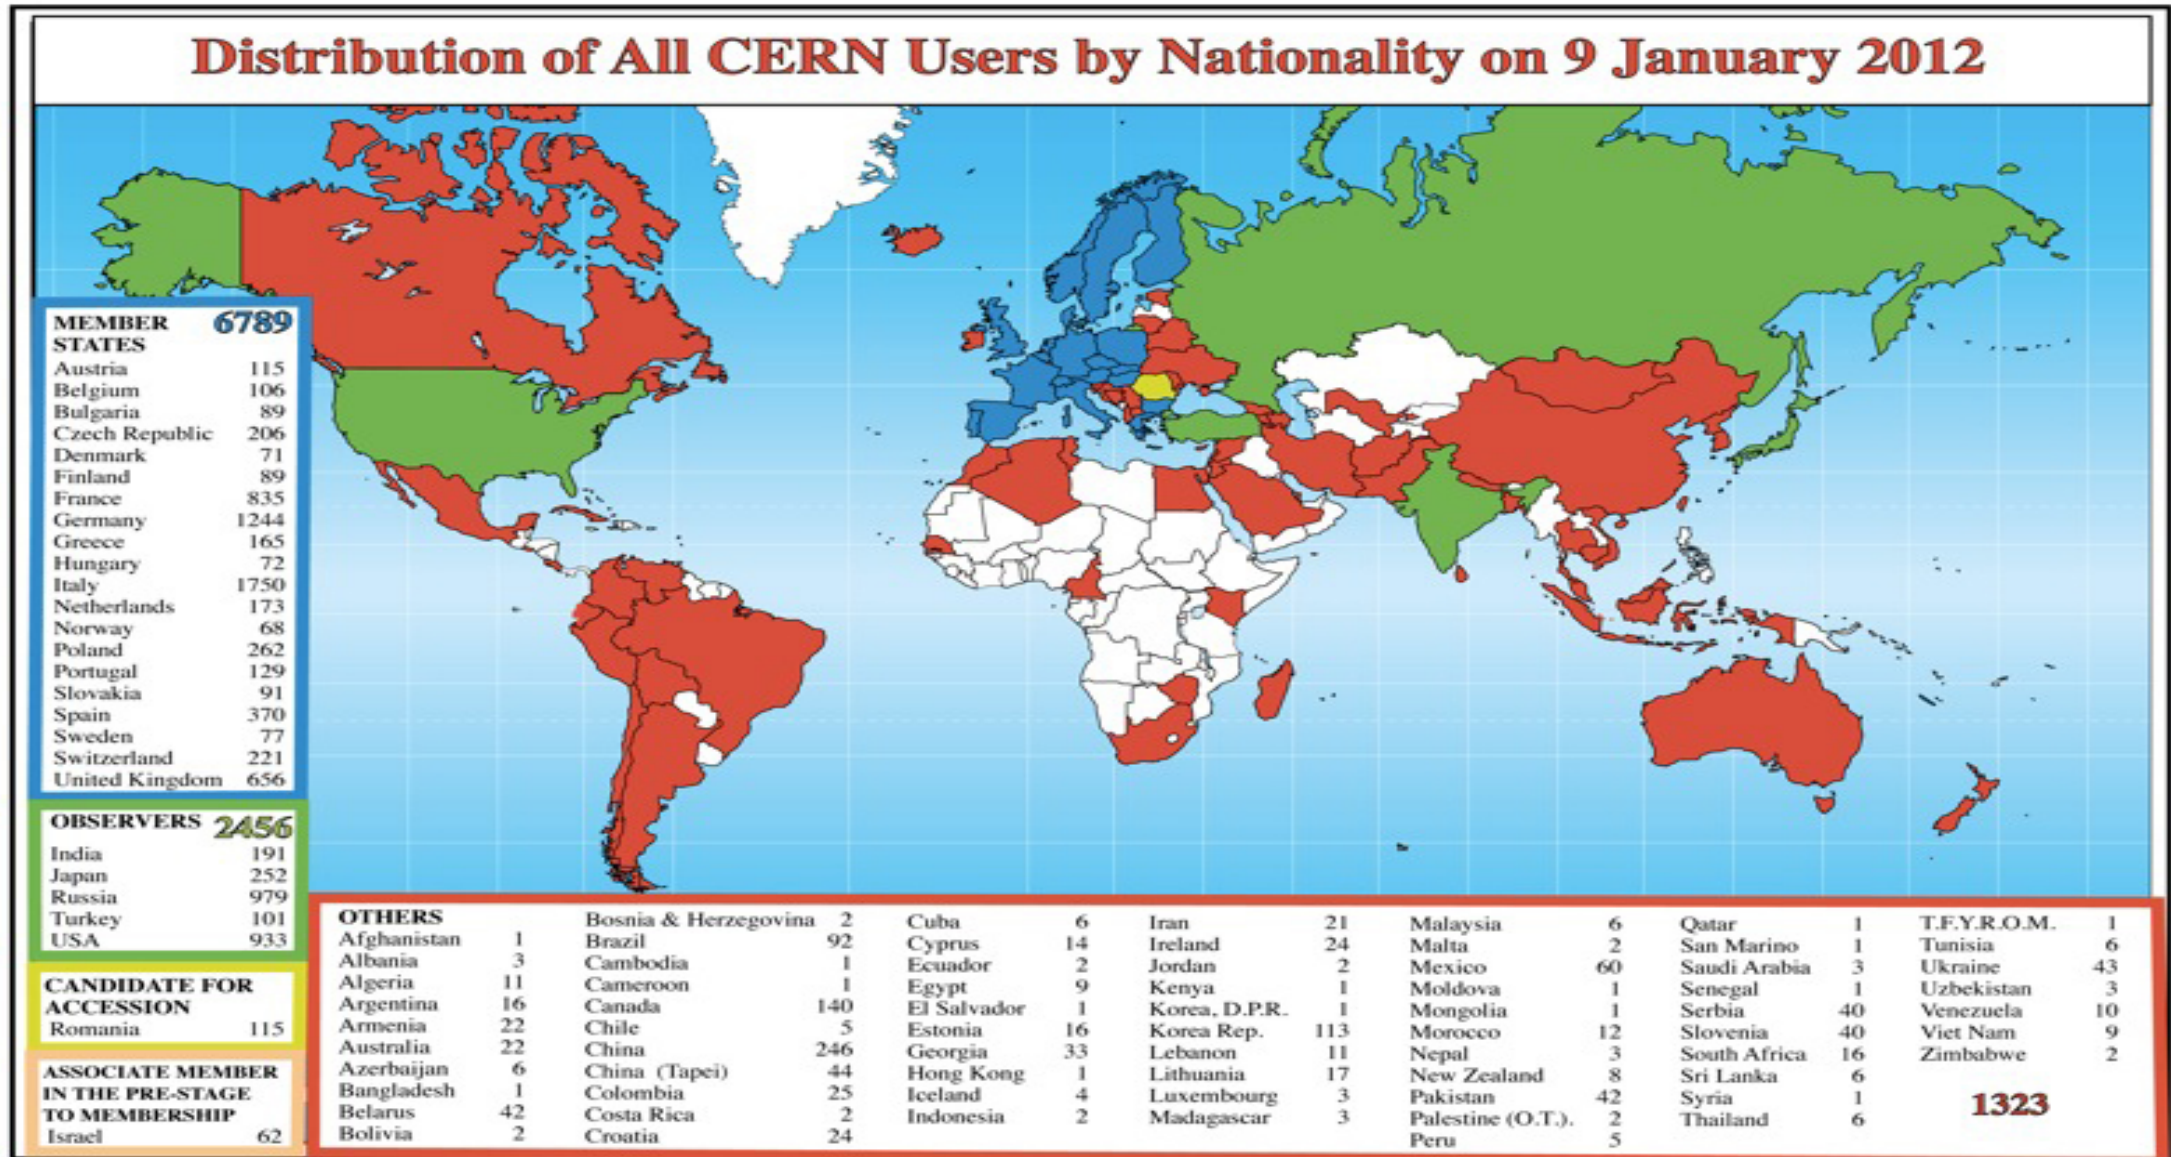 Distribution of All CERN Users by Nationality on 9 January 2012
MEMBER STATES 6789
Austria 115
Belgium 106
Bulgaria 89
Czech Republic 206
Denmark 71
Finland 89
France 835
Germany 1244
Greece 165
Hungary 72
Italy 1750
Netherlands 173
Norway 68
Poland 262
Portugal 129
Slovakia 91
Spain 370
Sweden 77
Switzerland 221
United Kingdom 656
OBSERVERS 2456
India 191
Japan 252
Russia 979
Turkey 101
USA 933
CANDIDATE FOR
ACCESSION
Romania 115
ASSOCIATE MEMBER
IN THE PRE-STAGE
TO MEMBERSHIP
Israel 62
OTHERS
Afghanistan 1
Albania 3
Algeria 11
Argentina 16
Armenia 22
Australia 22
Azerbaijan 6
Bangladesh 1
Belarus 42
Bolivia 2
Bosnia & Herzegovina 2
Brazil 92
Cambodia 1
Cameroon 1
Canada 140
Chile 5
China 246
China (Tapei) 44
Colombia 25
Costa Rica 2
Croatia 24
Cuba 6
Cyprus 14
Ecuador 2
Egypt 9
El Salvador 1
Estonia 16
Georgia 33
Hong Kong 1
Iceland 4
Indonesia 2
Iran 21
Ireland 24
Jordan 2
Kenya 1
Korea, D.P.R. 1
Korea Rep. 113
Lebanon 11
Lithuania 17
Luxembourg 3
Madagascar 3
Malaysia 6
Malta 2
Mexico 60
Moldova 1
Mongolia 1
Morocco 12
Nepal 3
New Zealand 8
Pakistan 42
Palestine (O.T.). 2
Peru 5
Qatar 1
San Marino 1
Saudi Arabia 3
Senegal 1
Serbia 40
Slovenia 40
South Africa 16
Sri Lanka 6
Syria 1
Thailand 6
T.F.Y.R.O.M. 1
Tunisia 6
Ukraine 43
Uzbekistan 3
Venezuela 10
Viet Nam 9
Zimbabwe 2
1323